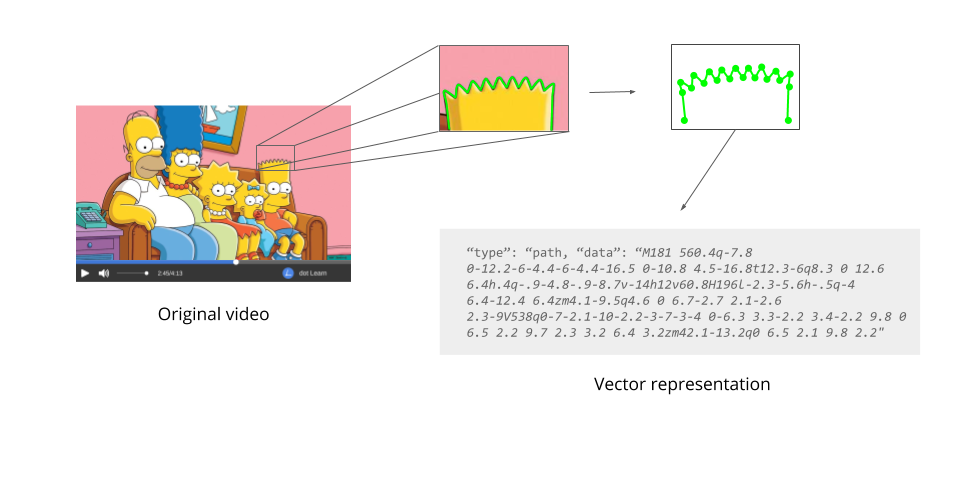 2:45/4:13
dot Learn
Original video
“type”: “path, “data”: “M181 560.4q-7.8
0-12.2-6-4.4-6-4.4-16.5 0-10.8 4.5-16.8t12.3-6q8.3 0 12.6
6.4h.4q-.9-4.8-.9-8.7v-14h12v60.8H196l-2.3-5.6h-.5q-4
6.4-12.4 6.4zm4.1-9.5q4.6 0 6.7-2.7 2.1-2.6
2.3-9V538q0-7-2.1-10-2.2-3-7-3-4 0-6.3 3.3-2.2 3.4-2.2 9.8 0
6.5 2.2 9.7 2.3 3.2 6.4 3.2zm42.1-13.2q0 6.5 2.1 9.8 2.2"
Vector representation